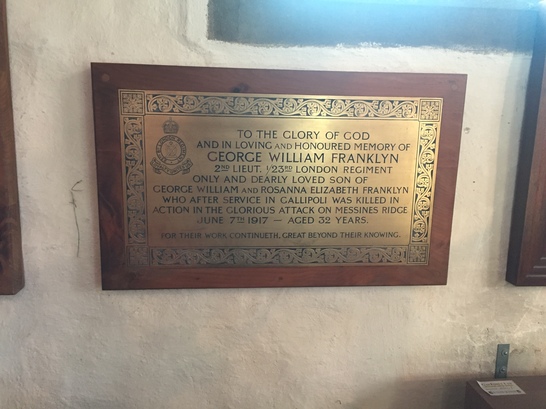 TO THE GLORY OF GOD
AND IN LOVING AND HONOURED MEMORY OF
GEORGE WILLIAM FRANKLYN
2ND LIEUT. 1/23RD LONDON REGIMENT
ONLY AND DEARLY LOVED SON OF
GEORGE WILLIAM AND ROSANNA ELIZABETH FRANKLYN
WHO AFTER SERVICE IN GALLIPOLI WAS KILLED IN
ACTION IN THE GLORIOUS ATTACK ON MESSINES RIDGE
JUNE 7TH 1917 — AGED 32 YEARS.
FOR THEIR WORK CONTINUETH, GREAT BEYOND THEIR KNOWING.